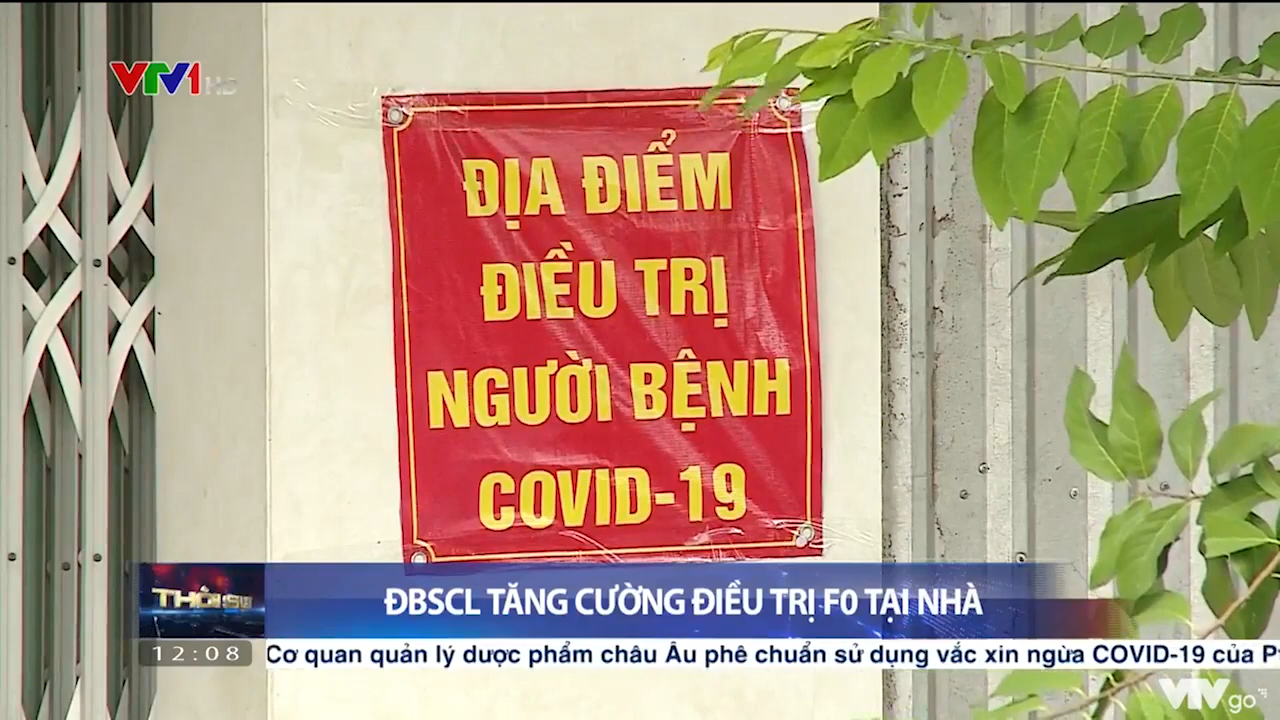 VTV1 HD
ĐỊA ĐIỂM
ĐIỀU TRỊ
NGƯỜI BỆNH
COVID-19
THỜI SỰ
ĐBSCL TĂNG CƯỜNG ĐIỀU TRỊ F0 TẠI NHÀ
12:08
Cơ quan quản lý dược phẩm châu Âu phê chuẩn sử dụng vắc xin ngừa COVID-19 của
VTVgo